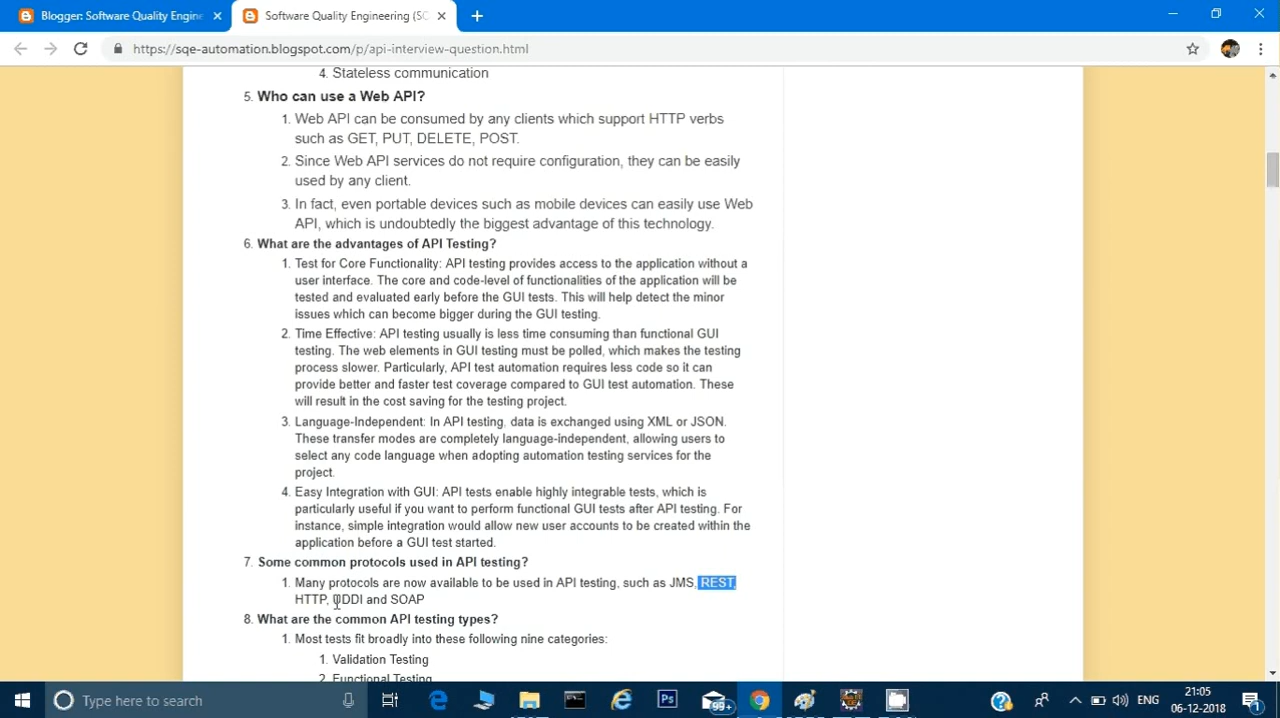 Blogger: Software Quality Engine
Software Quality Engineering (SC
https://sqe-automation.blogspot.com/p/api-interview-question.html
4. Stateless communication
5. Who can use a Web API?
1. Web API can be consumed by any clients which support HTTP verbs
such as GET, PUT, DELETE, POST.
2. Since Web API services do not require configuration, they can be easily
used by any client.
3. In fact, even portable devices such as mobile devices can easily use Web
API, which is undoubtedly the biggest advantage of this technology.
6. What are the advantages of API Testing?
1. Test for Core Functionality: API testing provides access to the application without a
user interface. The core and code-level of functionalities of the application will be
tested and evaluated early before the GUI tests. This will help detect the minor
issues which can become bigger during the GUI testing.
2. Time Effective: API testing usually is less time consuming than functional GUI
testing. The web elements in GUI testing must be polled, which makes the testing
process slower. Particularly, API test automation requires less code so it can
provide better and faster test coverage compared to GUI test automation. These
will result in the cost saving for the testing project.
3. Language-Independent: In API testing, data is exchanged using XML or JSON.
These transfer modes are completely language-independent, allowing users to
select any code language when adopting automation testing services for the
project.
4. Easy Integration with GUI: API tests enable highly integrable tests, which is
particularly useful if you want to perform functional GUI tests after API testing. For
instance, simple integration would allow new user accounts to be created within the
application before a GUI test started.
7. Some common protocols used in API testing?
1. Many protocols are now available to be used in API testing, such as JMS, REST,
HTTP, UDDI and SOAP
8. What are the common API testing types?
1. Most tests fit broadly into these following nine categories:
1. Validation Testing
2. Functional Testing
Type here to search
Ps
99+
ENG
21:05
06-12-2018
1